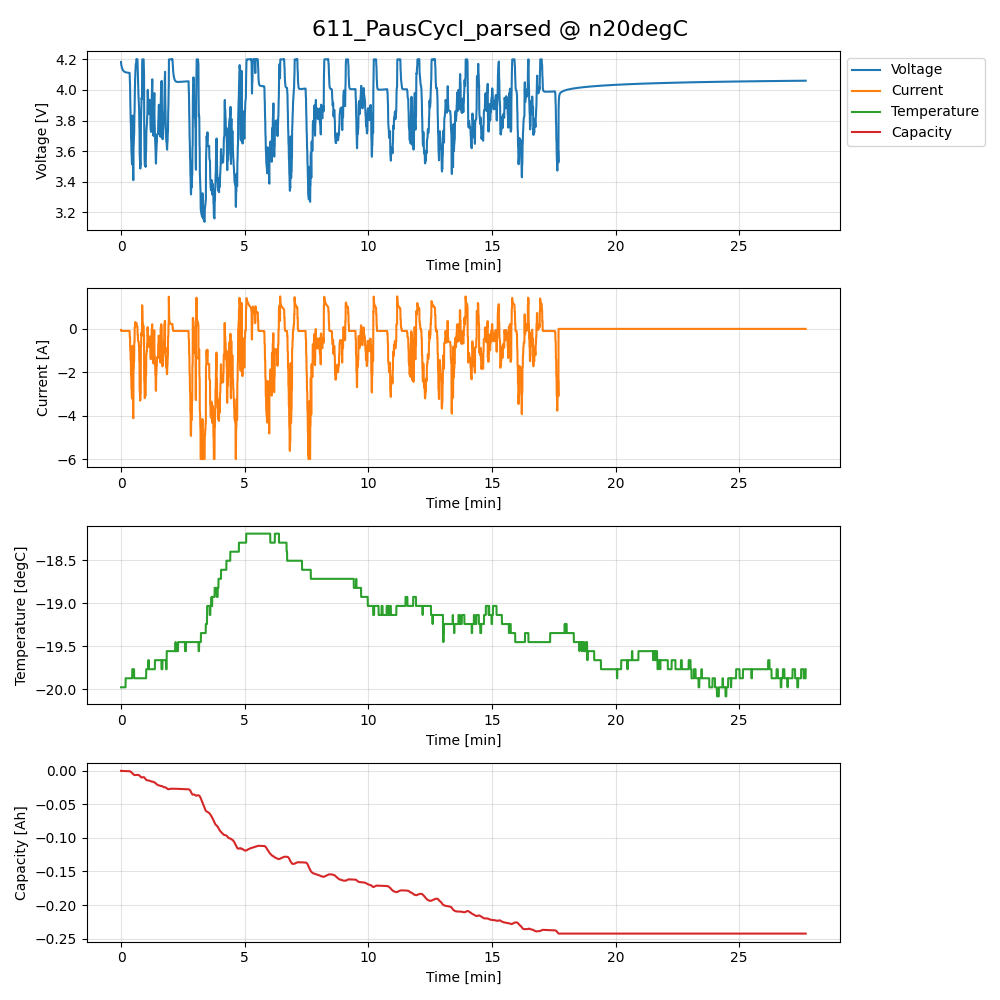 611_PausCycl_parsed @ n20degC
Voltage
Current
Temperature
Capacity
4.2
4.0
3.8
3.6
3.4
3.2
Voltage [V]
0 5 10 15 20 25
Time [min]
0
−2
−4
−6
Current [A]
0 5 10 15 20 25
Time [min]
−18.5
−19.0
−19.5
−20.0
Temperature [degC]
0 5 10 15 20 25
Time [min]
0.00
−0.05
−0.10
−0.15
−0.20
−0.25
Capacity [Ah]
0 5 10 15 20 25
Time [min]